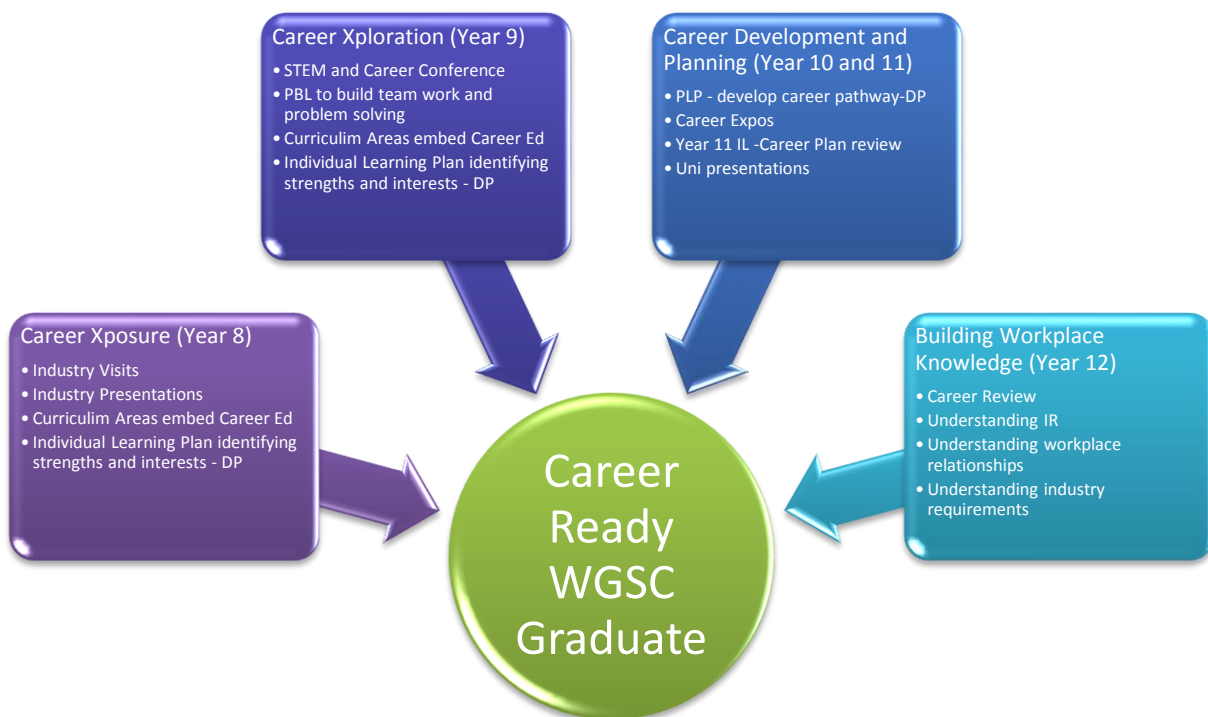 Career Xploration (Year 9)
• STEM and Career Conference
• PBL to build team work and
problem solving
• Curriculim Areas embed Career Ed
• Individual Learning Plan identifying
strengths and interests - DP
Career Development and
Planning (Year 10 and 11)
• PLP - develop career pathway-DP
• Career Expos
• Year 11 IL -Career Plan review
• Uni presentations
Career Xposure (Year 8)
• Industry Visits
• Industry Presentations
• Curriculim Areas embed Career Ed
• Individual Learning Plan identifying
strengths and interests - DP
Building Workplace
Knowledge (Year 12)
• Career Review
• Understanding IR
• Understanding workplace
relationships
• Understanding industry
requirements
Career
Ready
WGSC
Graduate